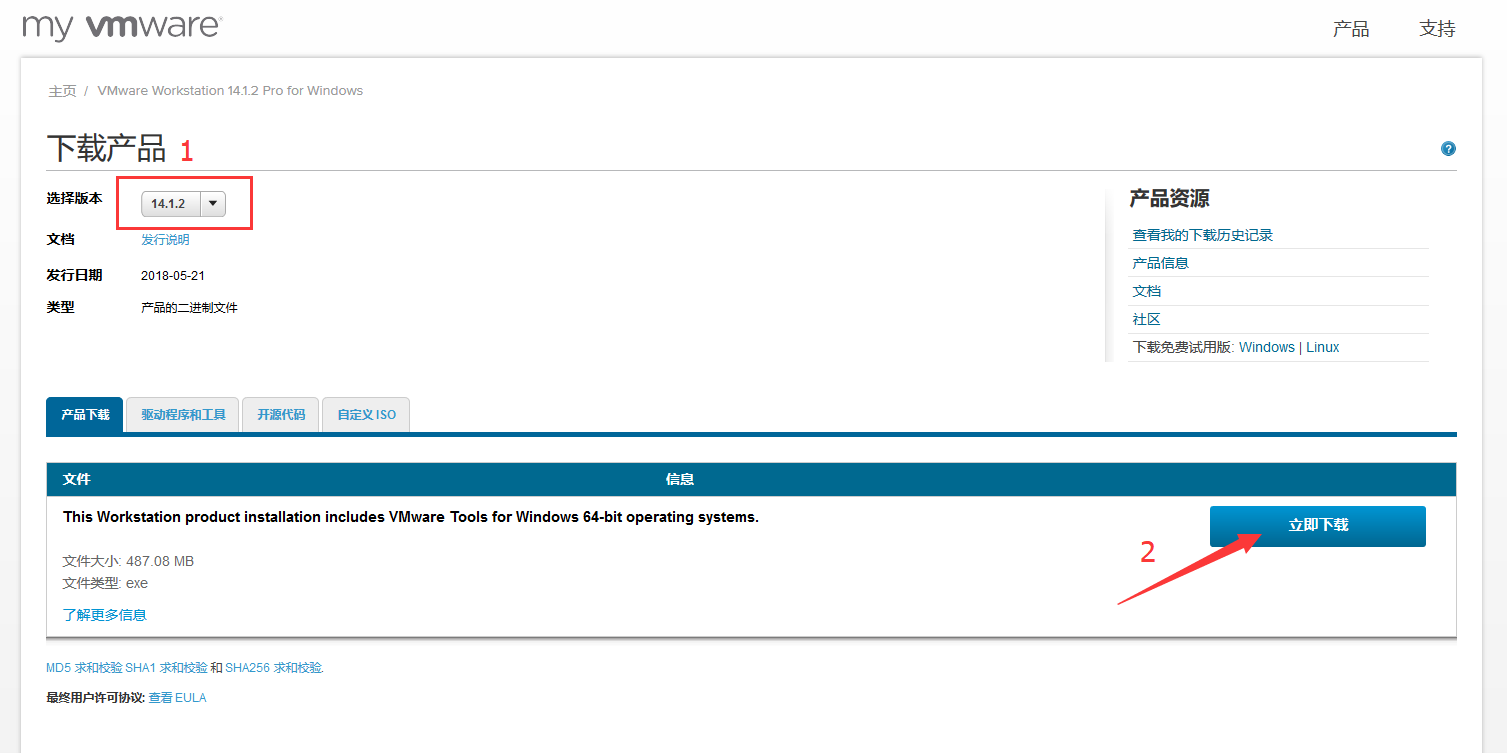 my vmware
产品 支持
主页 / VMware Workstation 14.1.2 Pro for Windows
下载产品 1
选择版本 14.1.2
文档 发行说明
发行日期 2018-05-21
类型 产品的二进制文件
产品资源
查看我的下载历史记录
产品信息
文档
社区
下载免费试用版: Windows | Linux
产品下载 驱动程序和工具 开源代码 自定义 ISO
文件 信息
This Workstation product installation includes VMware Tools for Windows 64-bit operating systems.
立即下载
2
文件大小: 487.08 MB
文件类型: exe
了解更多信息
MD5 求和校验 SHA1 求和校验 和 SHA256 求和校验.
最终用户许可协议: 查看 EULA